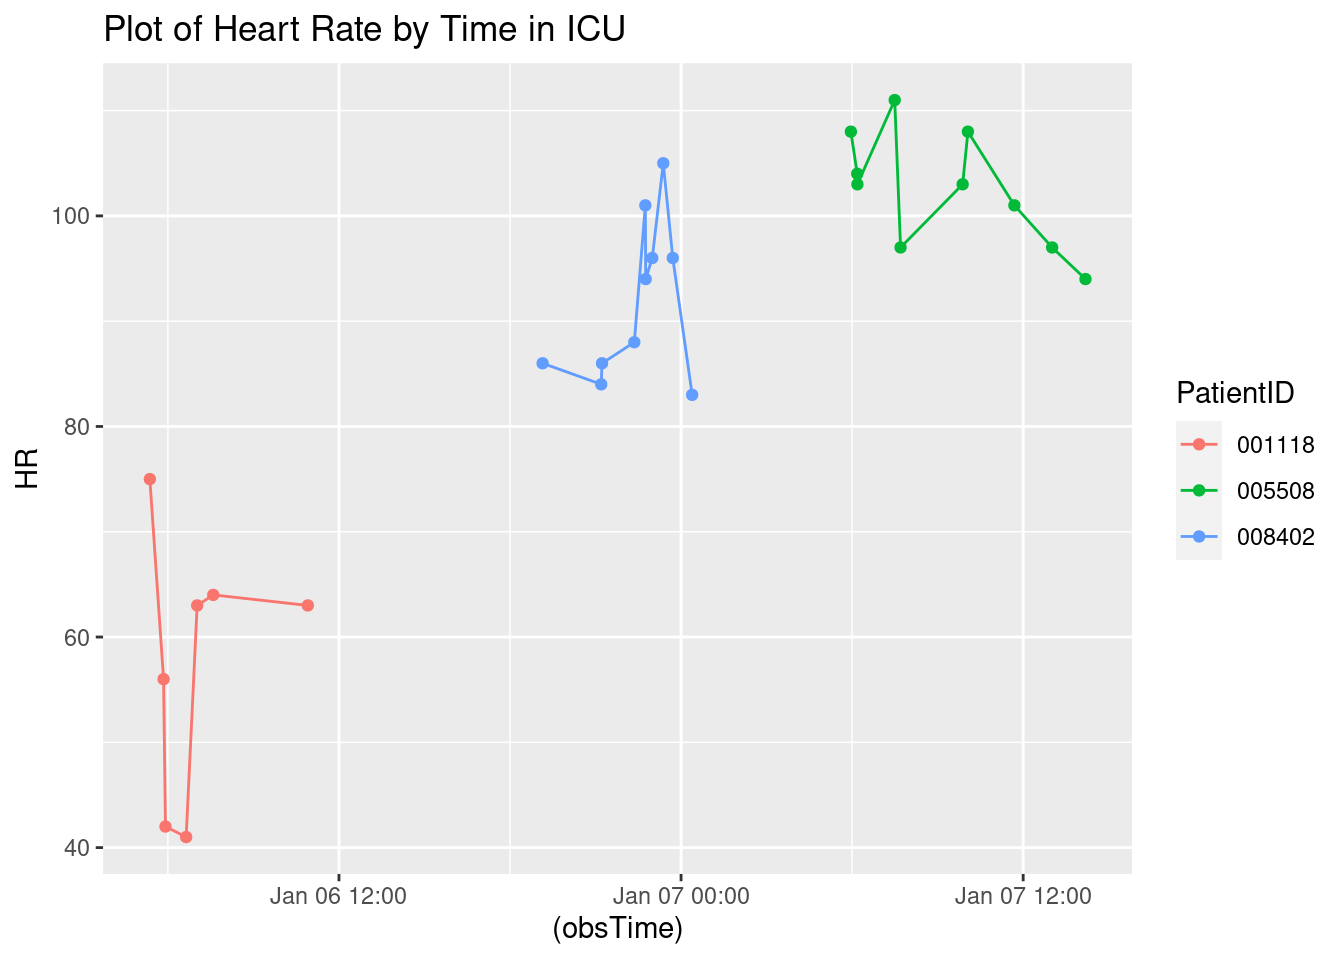 Plot of Heart Rate by Time in ICU
HR
100
80
60
40
Jan 06 12:00
Jan 07 00:00
Jan 07 12:00
(obsTime)
PatientID
001118
005508
008402